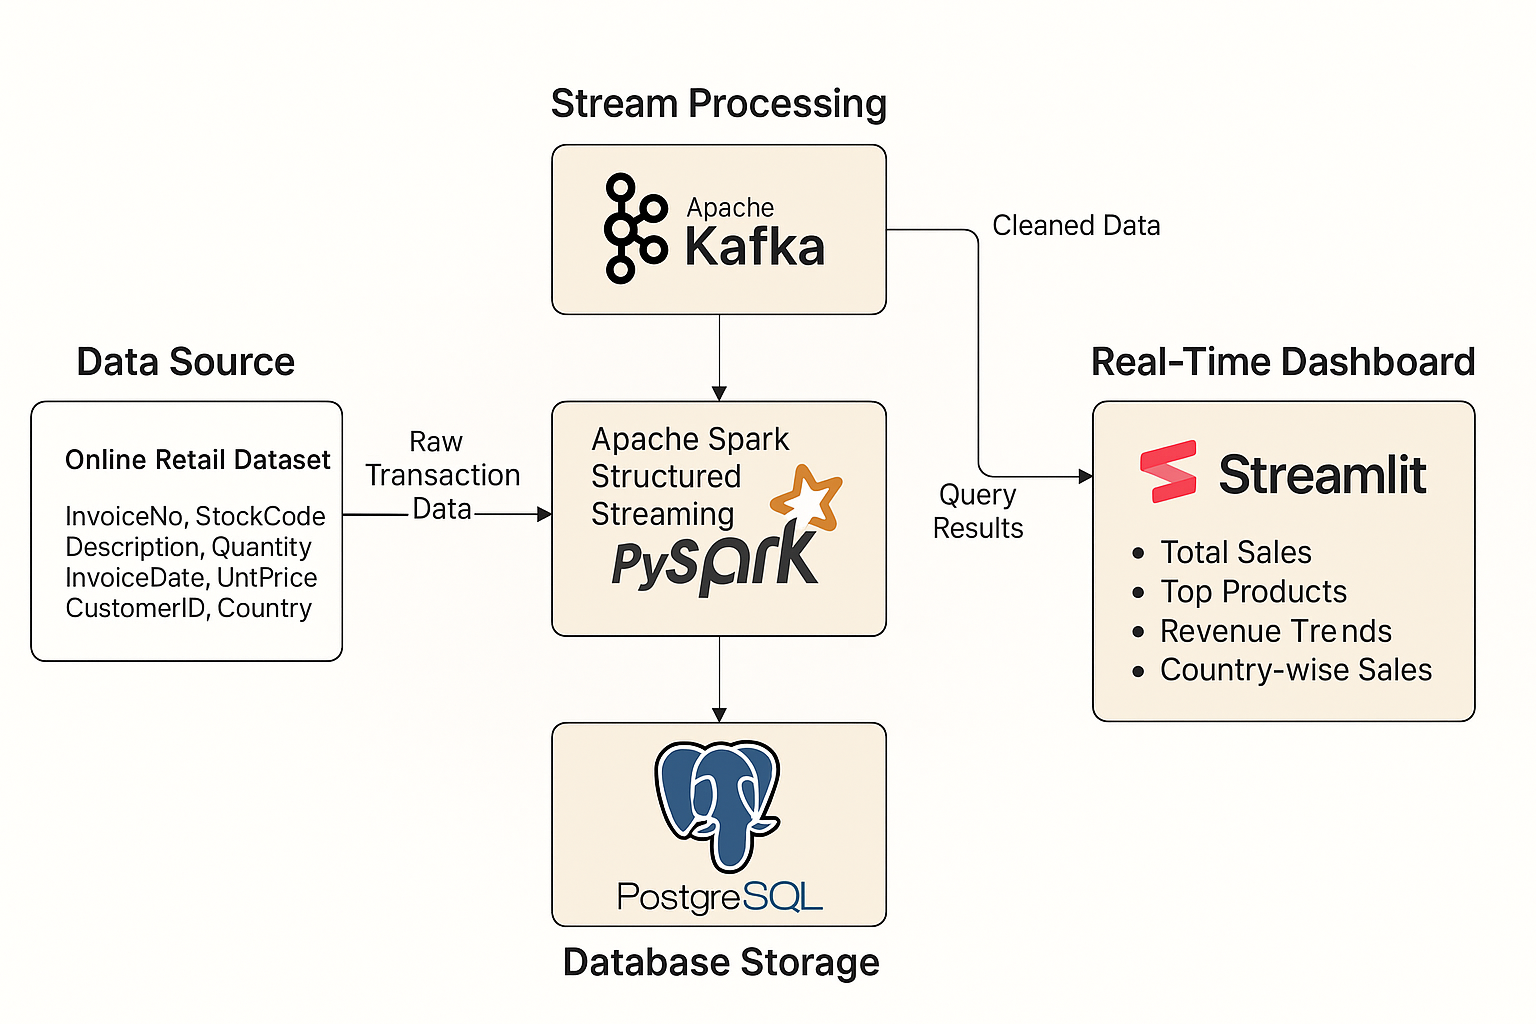 Stream Processing
Apache
Kafka
Cleaned Data
Data Source
Online Retail Dataset
InvoiceNo, StockCode
Description, Quantity
InvoiceDate, UntPrice
CustomerID, Country
Raw
Transaction
Data
Apache Spark
Structured
Streaming
PySpark
Query
Results
Real-Time Dashboard
Streamlit
• Total Sales
• Top Products
• Revenue Trends
• Country-wise Sales
PostgreSQL
Database Storage